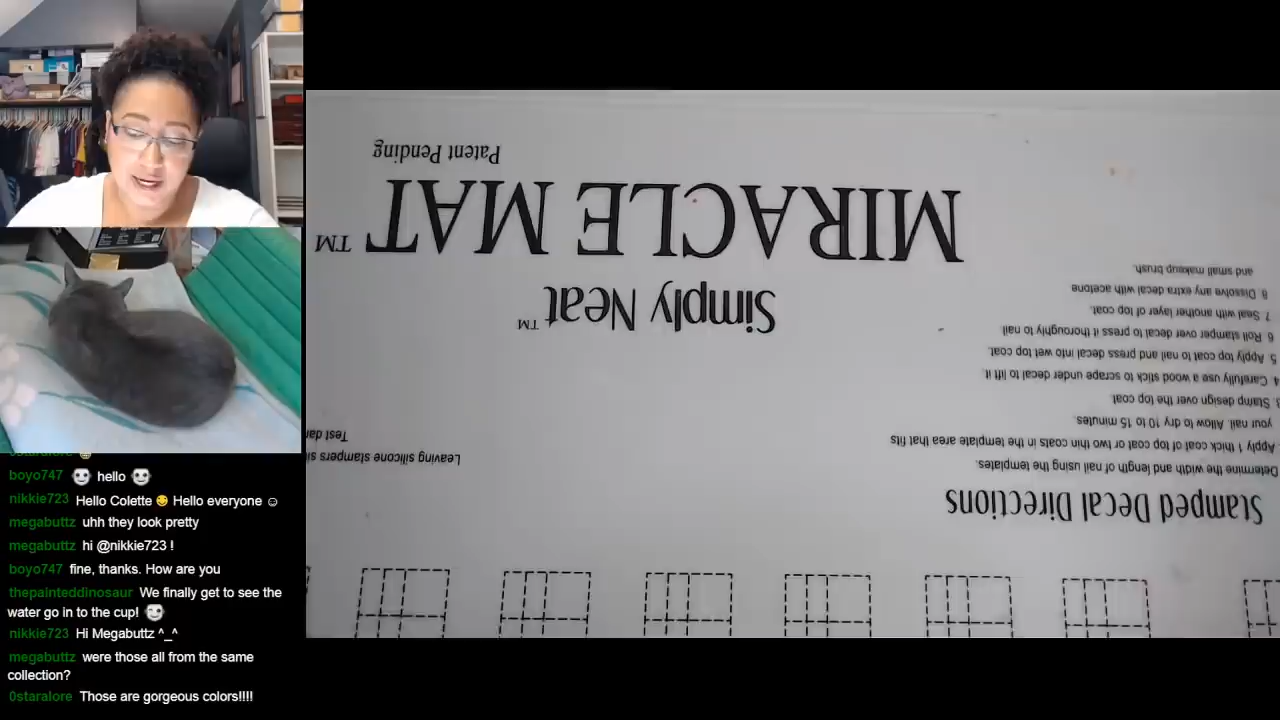 0staralore
boyo747 hello
nikkie723 Hello Colette Hello everyone
megabuttz uhh they look pretty
megabuttz hi @nikkie723 !
boyo747 fine, thanks. How are you
thepainteddinosaur We finally get to see the
water go in to the cup!
nikkie723 Hi Megabuttz ^_^
megabuttz were those all from the same
collection?
0staralore Those are gorgeous colors!!!!
Stamped Decal Directions
Determine the width and length of nail using the templates.
Apply 1 thick coat of top coat or two thin coats in the template area that fits
your nail. Allow to dry 10 to 15 minutes.
3. Stamp design over the top coat
4. Carefully use a wood stick to scrape under decal to lift it.
5. Apply top coat to nail and press decal into wet top coat.
6. Roll stamper over decal to press it thoroughly to nail
7. Seal with another layer of top coat.
8. Dissolve any extra decal with acetone
and small makeup brush.
Leaving silicone stampers
Test
Simply Neat™
MIRACLE MAT™
Patent Pending